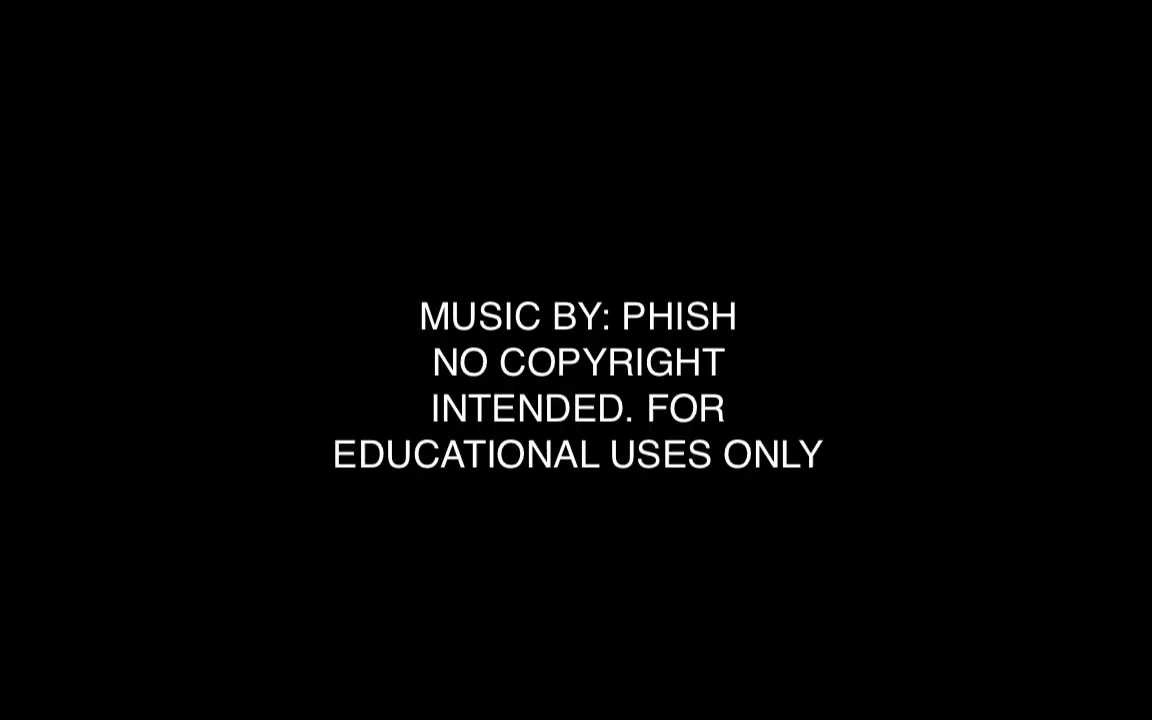 MUSIC BY: PHISH
NO COPYRIGHT
INTENDED. FOR
EDUCATIONAL USES ONLY